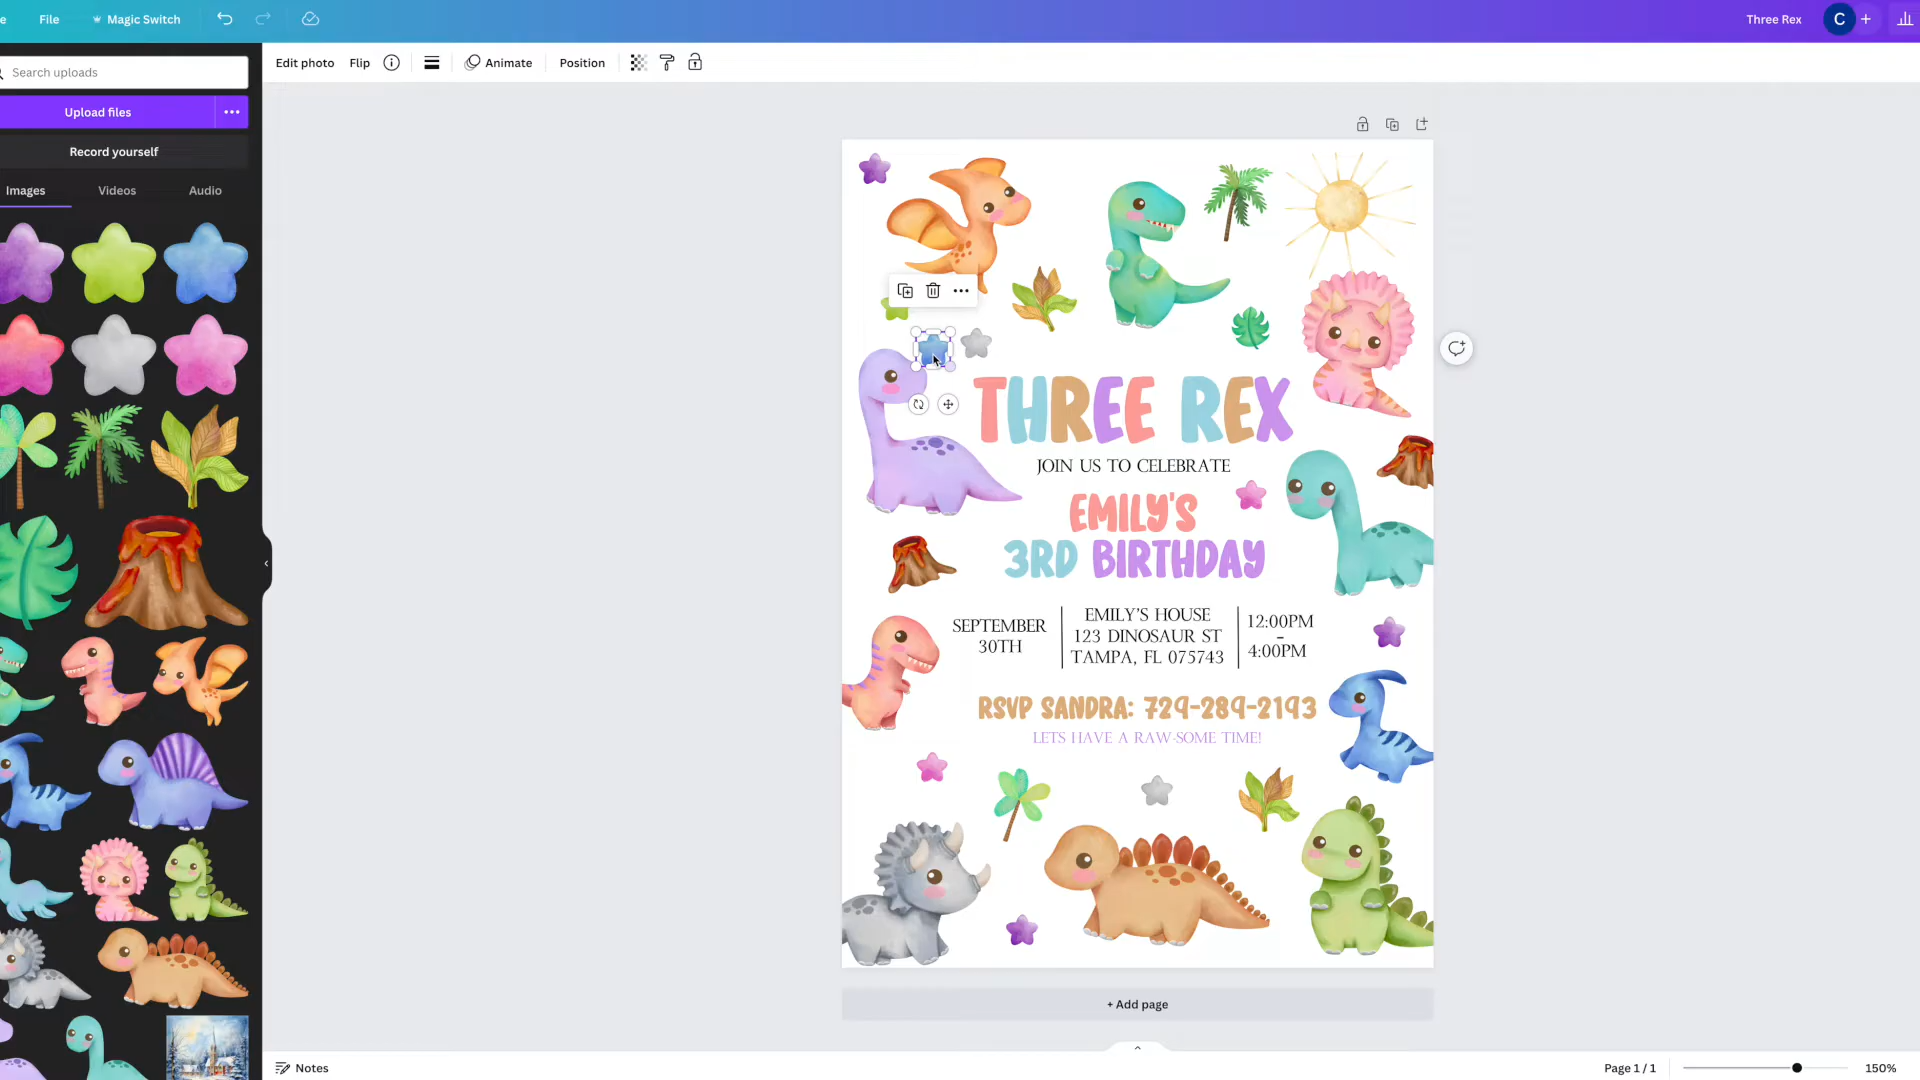 File Magic Switch Three Rex C
Search uploads
Upload files
Record yourself
Images Videos Audio
Edit photo Flip Animate Position
THREE REX
JOIN US TO CELEBRATE
EMILY'S
3RD BIRTHDAY
SEPTEMBER
30TH
EMILY'S HOUSE
123 DINOSAUR ST
TAMPA, FL 075743
12:00PM
-
4:00PM
RSVP SANDRA: 729-289-2193
LETS HAVE A RAW-SOME TIME!
+ Add page
Notes Page 1 / 1 150%